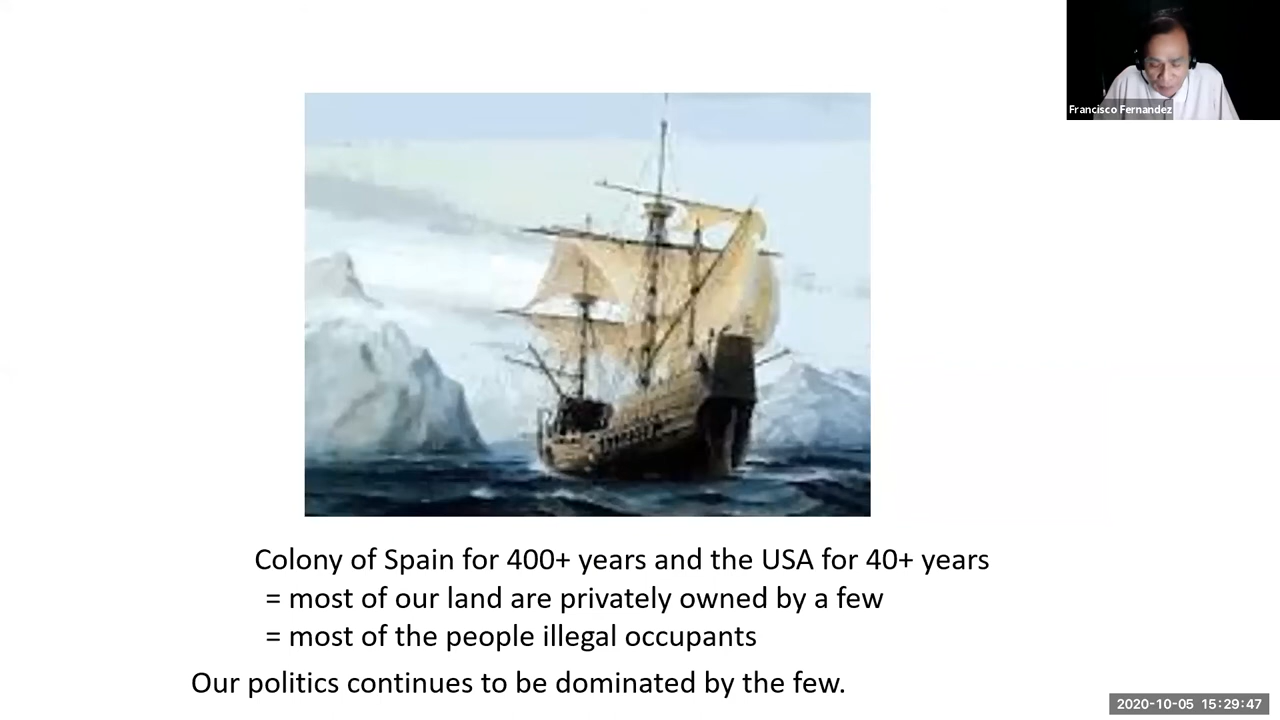 Francisco Fernandez
Colony of Spain for 400+ years and the USA for 40+ years
= most of our land are privately owned by a few
= most of the people illegal occupants
Our politics continues to be dominated by the few.
2020-10-05 15:29:47